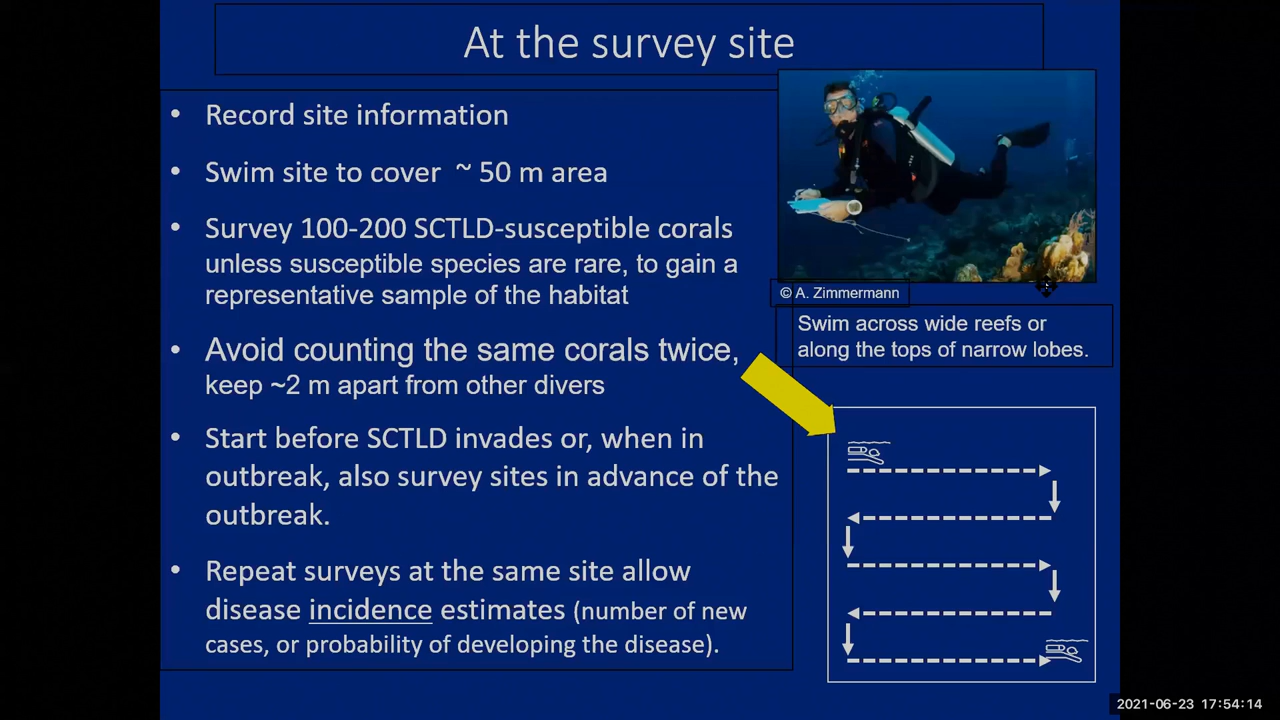 At the survey site
• Record site information
• Swim site to cover ~ 50 m area
• Survey 100-200 SCTLD-susceptible corals
unless susceptible species are rare, to gain a
representative sample of the habitat
• Avoid counting the same corals twice,
keep ~2 m apart from other divers
• Start before SCTLD invades or, when in
outbreak, also survey sites in advance of the
outbreak.
• Repeat surveys at the same site allow
disease incidence estimates (number of new
cases, or probability of developing the disease).
© A. Zimmermann
Swim across wide reefs or
along the tops of narrow lobes.
2021-06-23 17:54:14